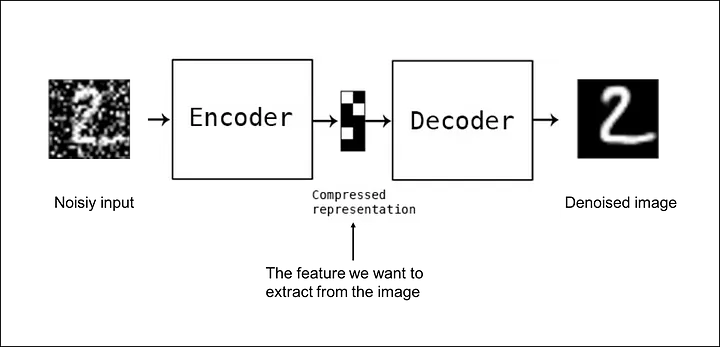 Encoder
Decoder
Noisiy input
Compressed
representation
Denoised image
The feature we want to
extract from the image